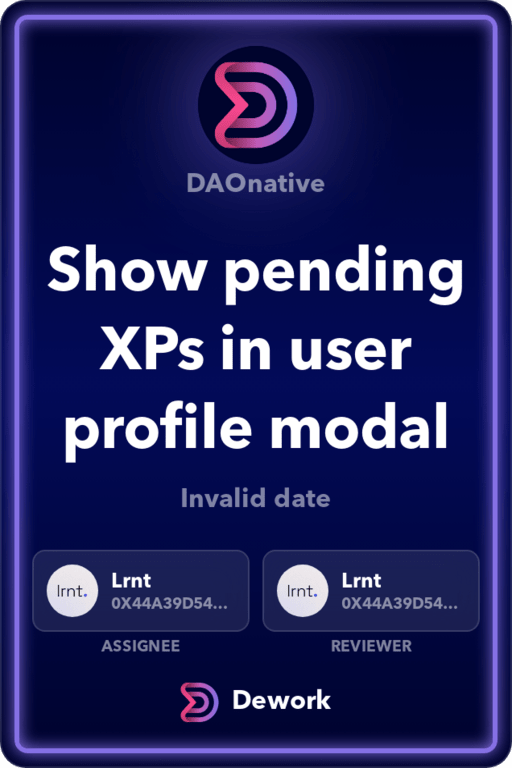 DAOnative
Show pending
XPs in user
profile modal
Invalid date
lrnt.
Lrnt
0X44A39D54...
lrnt.
Lrnt
0X44A39D54...
ASSIGNEE
REVIEWER
Dework